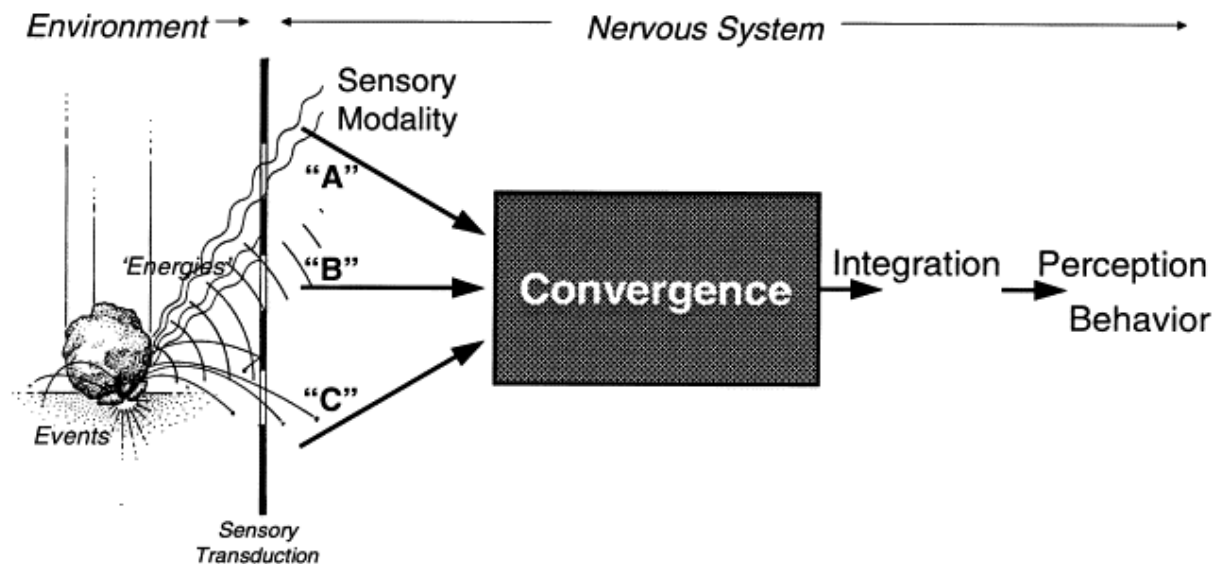 Environment
Nervous System
Sensory
Modality
“A”
'Energies'
“B”
Convergence
Integration
Perception
Behavior
“C”
Events
Sensory
Transduction